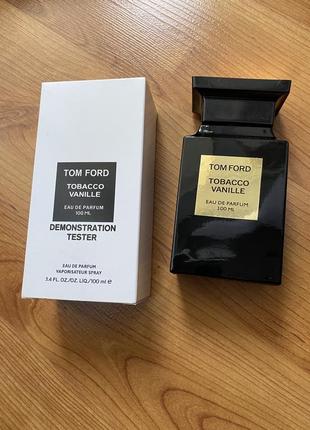 TOM FORD
TOBACCO
VANILLE
EAU DE PARFUM
100 ML
DEMONSTRATION
TESTER
EAU DE PARFUM
VAPORISATEUR SPRAY
3.4 FL. OZ./OZ. LIQ./100 ml e
TOM FORD
TOBACCO
VANILLE
EAU DE PARFUM
100 ML